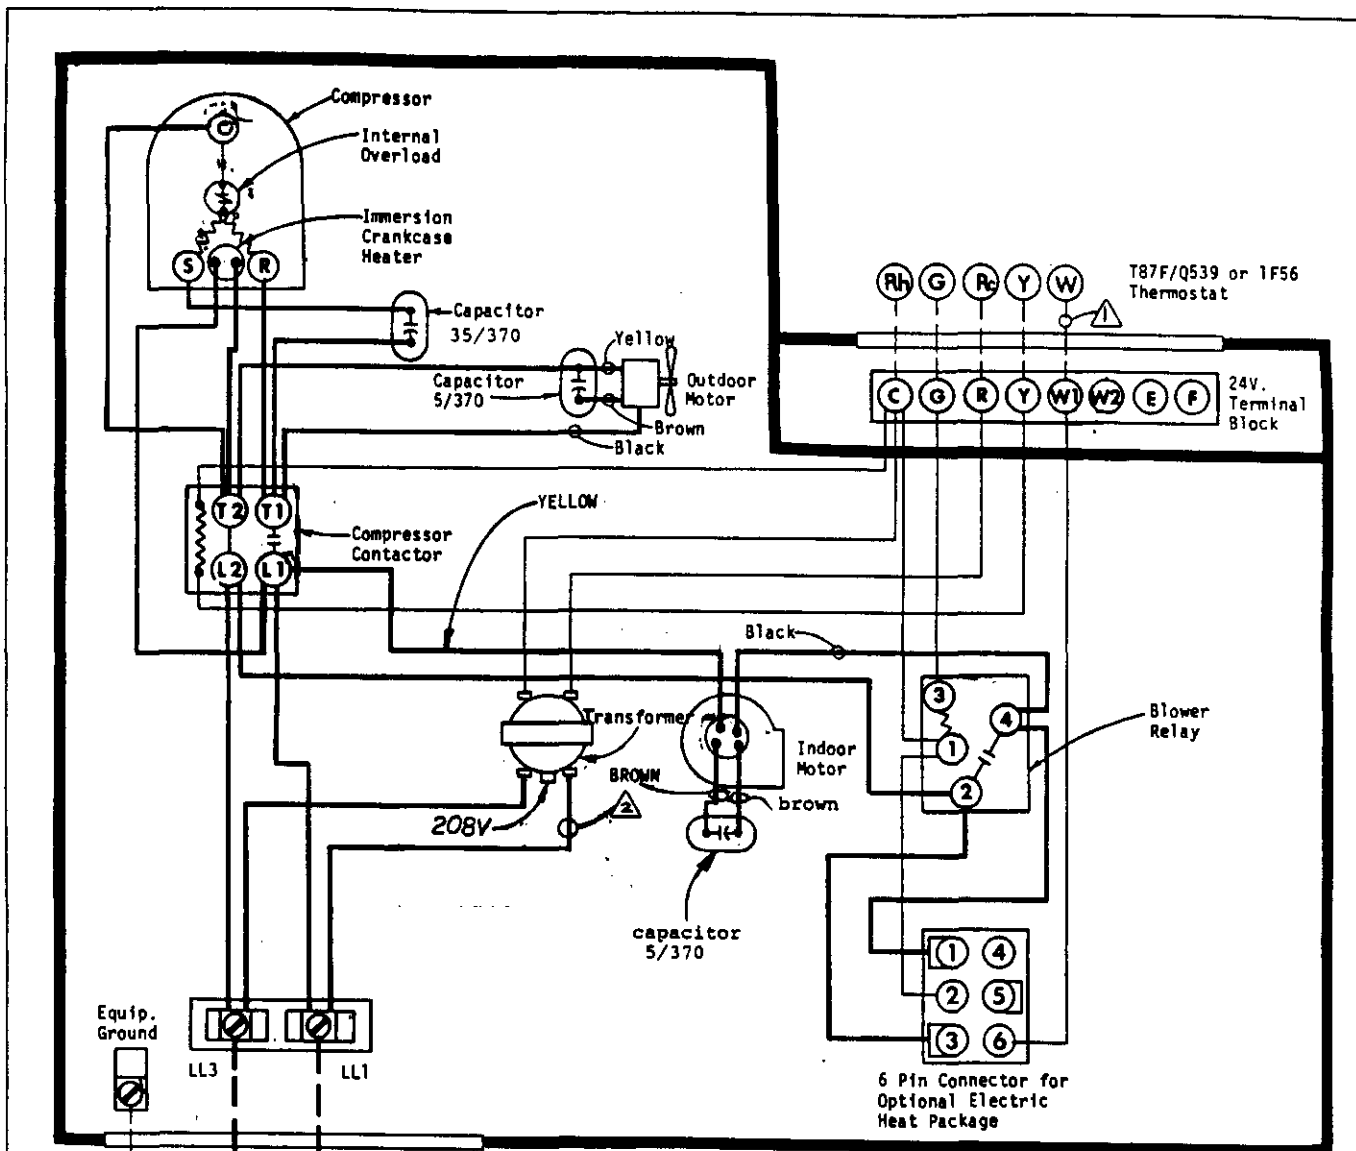 Compressor
Internal
Overload
Immersion
Crankcase
Heater
S
R
Capacitor
35/370
Yellow
Capacitor
5/370
Outdoor
Motor
Brown
Black
Rh G Rc Y W
T87F/Q539 or 1F56
Thermostat
1
C G R Y W1 W2 E F
24V.
Terminal
Block
YELLOW
T2 T1
L2 L1
Compressor
Contactor
Black
Transformer
208V
2
Indoor
Motor
BROWN
brown
capacitor
5/370
3
4
1
2
Blower
Relay
1 4
2 5
3 6
6 Pin Connector for
Optional Electric
Heat Package
Equip.
Ground
LL3
LL1